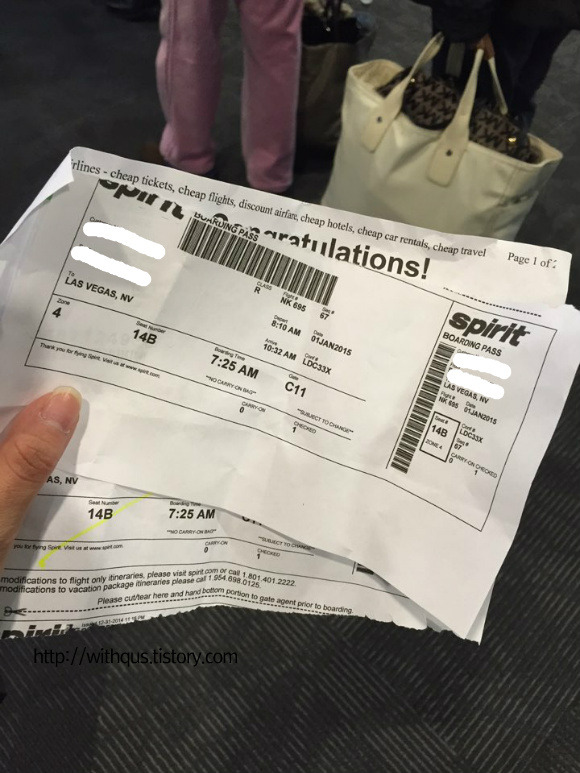 rlines - cheap tickets, cheap flights, discount airfare, cheap hotels, cheap car rentals, cheap travel
Page 1 of 2
spirit
Congratulations!
BOARDING PASS
To
LAS VEGAS, NV
CLASS
R
Flight #
NK 695
Seq #
67
Depart
8:10 AM
Date
01JAN2015
Arrive
10:32 AM
Conf #
LDC33X
Zone
4
Seat Number
14B
Boarding Time
7:25 AM
Gate
C11
**NO CARRY-ON BAG**
**SUBJECT TO CHANGE**
Thank you for flying Spirit. Visit us at www.spirit.com.
CARRY-ON
0
CHECKED
1
spirit
BOARDING PASS
LAS VEGAS, NV
Flight #
NK 695
Date
01JAN2015
Seat #
14B
ZONE 4
Conf #
LDC33X
Seq #
67
CARRY-ON CHECKED
0 1
AS, NV
Seat Number
14B
Boarding Time
7:25 AM
**NO CARRY-ON BAG**
**SUBJECT TO CHANGE**
you for flying Spirit. Visit us at www.spirit.com.
CARRY-ON
0
CHECKED
1
modifications to flight only itineraries, please visit spirit.com or call 1.801.401.2222.
modifications to vacation package itineraries please call 1.954.698.0125.
Please cut/tear here and hand bottom portion to gate agent prior to boarding.
http://withqus.tistory.com